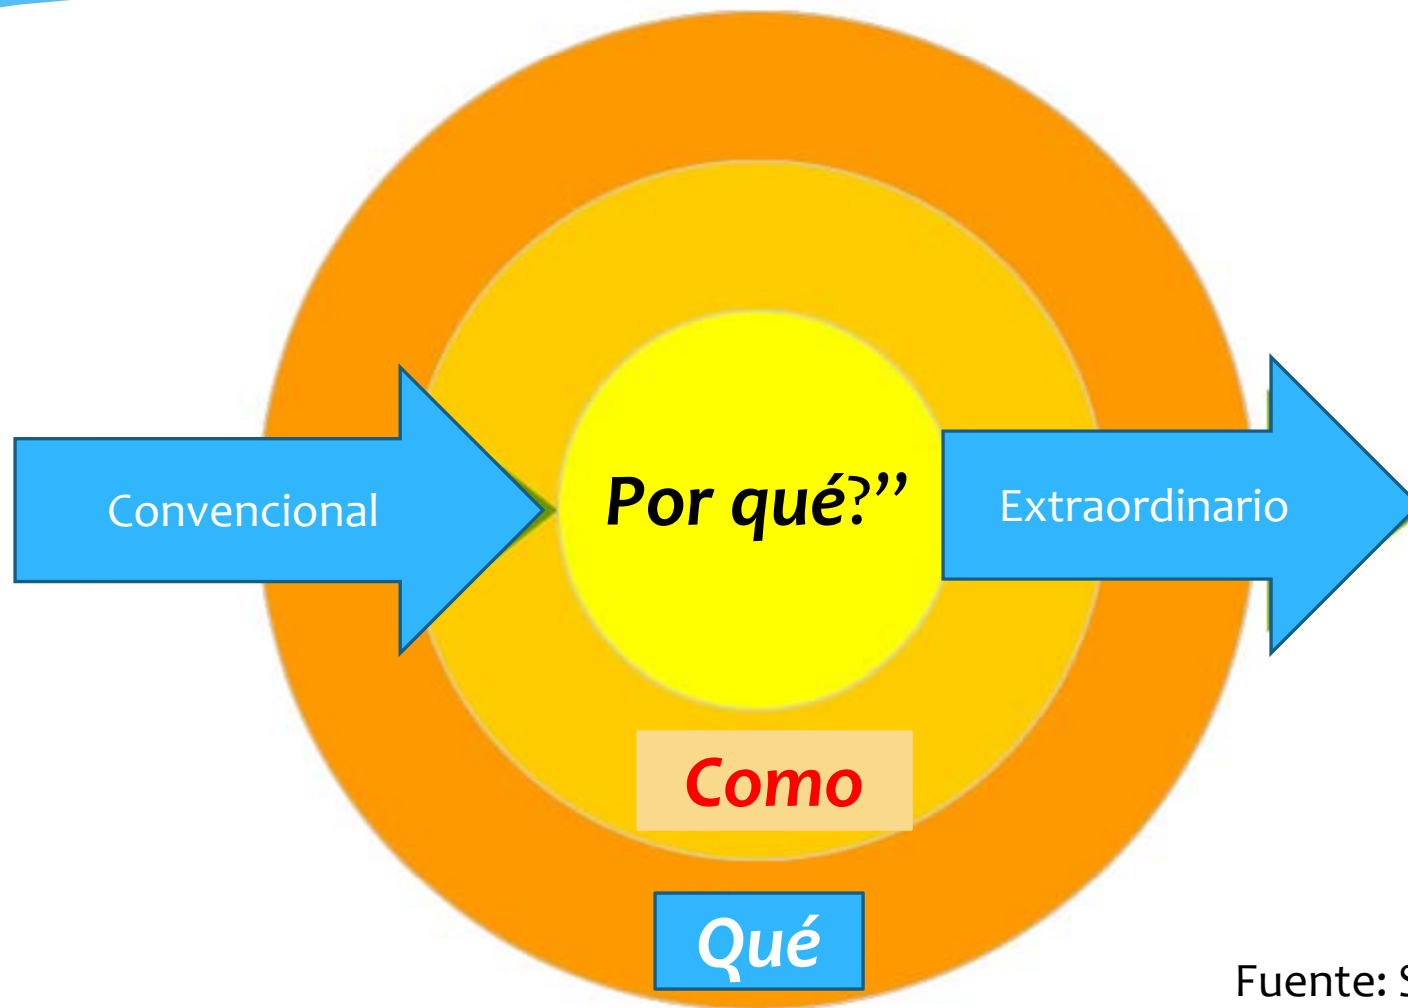 Convencional
Por qué?”
Extraordinario
Como
Qué
Fuente: S